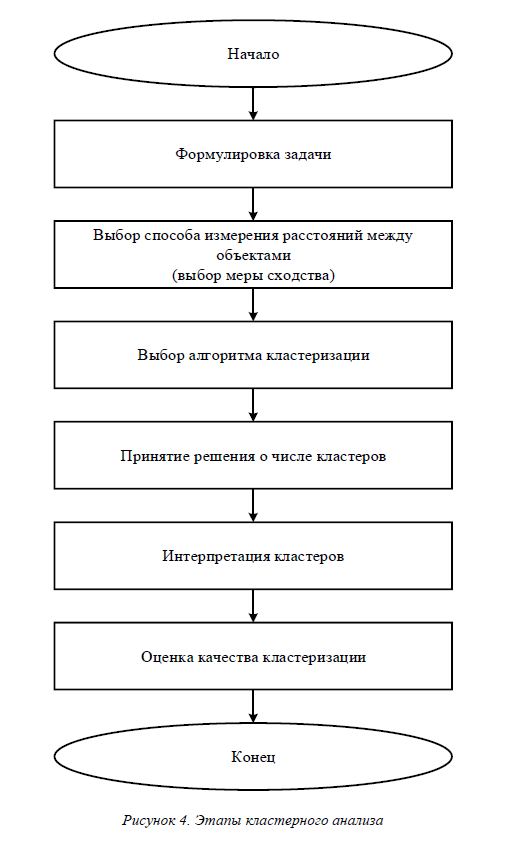 Начало
Формулировка задачи
Выбор способа измерения расстояний между
объектами
(выбор меры сходства)
Выбор алгоритма кластеризации
Принятие решения о числе кластеров
Интерпретация кластеров
Оценка качества кластеризации
Конец
Рисунок 4. Этапы кластерного анализа